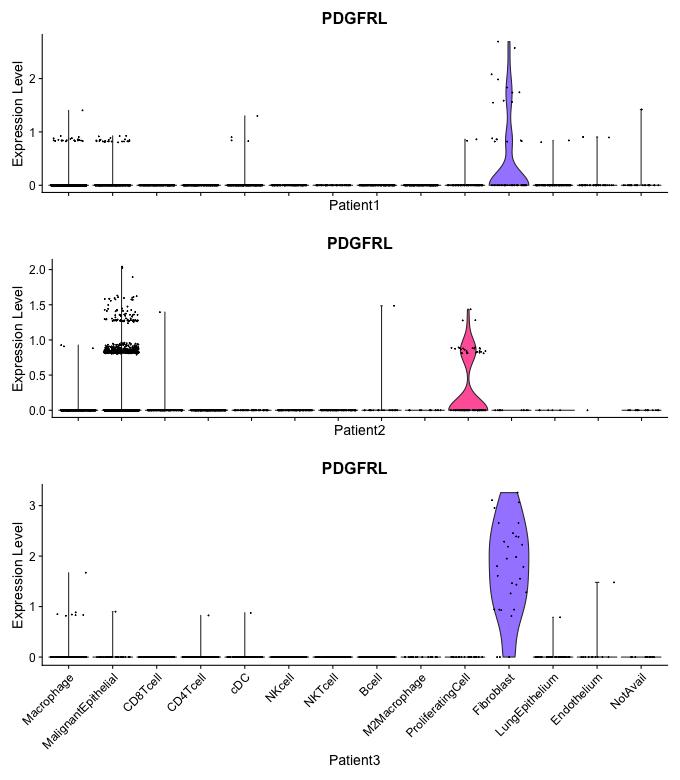 PDGFRL
Expression Level
2
1
0
Patient1
PDGFRL
Expression Level
2.0
1.5
1.0
0.5
0.0
Patient2
PDGFRL
Expression Level
3
2
1
0
Macrophage
MalignantEpithelial
CD8Tcell
CD4Tcell
cDC
NKcell
NKTcell
Bcell
M2Macrophage
ProliferatingCell
Fibroblast
LungEpithelium
Endothelium
NotAvail
Patient3